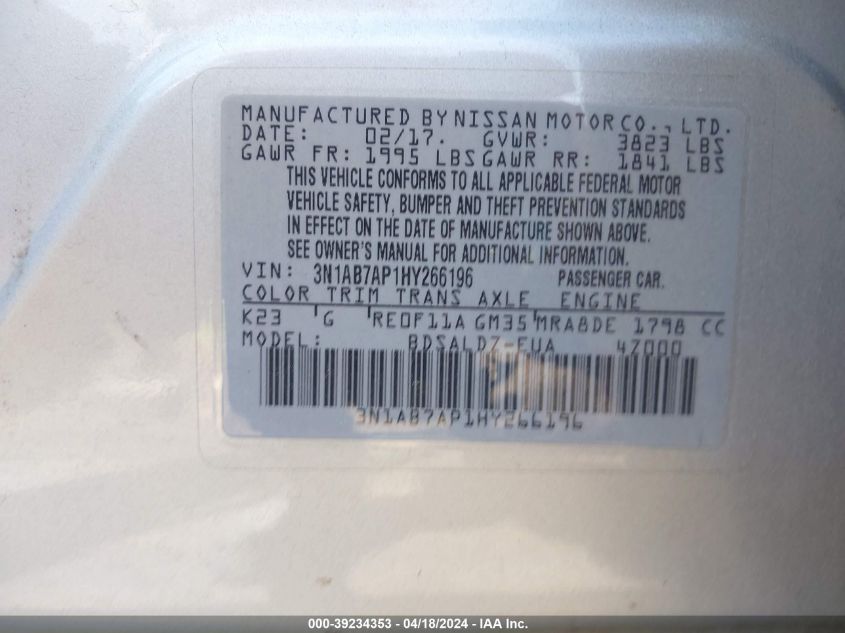 MANUFACTURED BY NISSAN MOTOR CO., LTD.
DATE: 02/17. GVWR: 3823 LBS
GAWR FR: 1995 LBS GAWR RR: 1841 LBS
THIS VEHICLE CONFORMS TO ALL APPLICABLE FEDERAL MOTOR
VEHICLE SAFETY, BUMPER AND THEFT PREVENTION STANDARDS
IN EFFECT ON THE DATE OF MANUFACTURE SHOWN ABOVE.
SEE OWNER'S MANUAL FOR ADDITIONAL INFORMATION.
VIN: 3N1AB7AP1HY266196 PASSENGER CAR.
COLOR TRIM TRANS AXLE ENGINE
K23 G RE0F11A GM35 MRA8DE 1798 CC
MODEL: BDSALDZ-EUA 4Z000
3N1AB7AP1HY266196
000-39234353 - 04/18/2024 - IAA Inc.